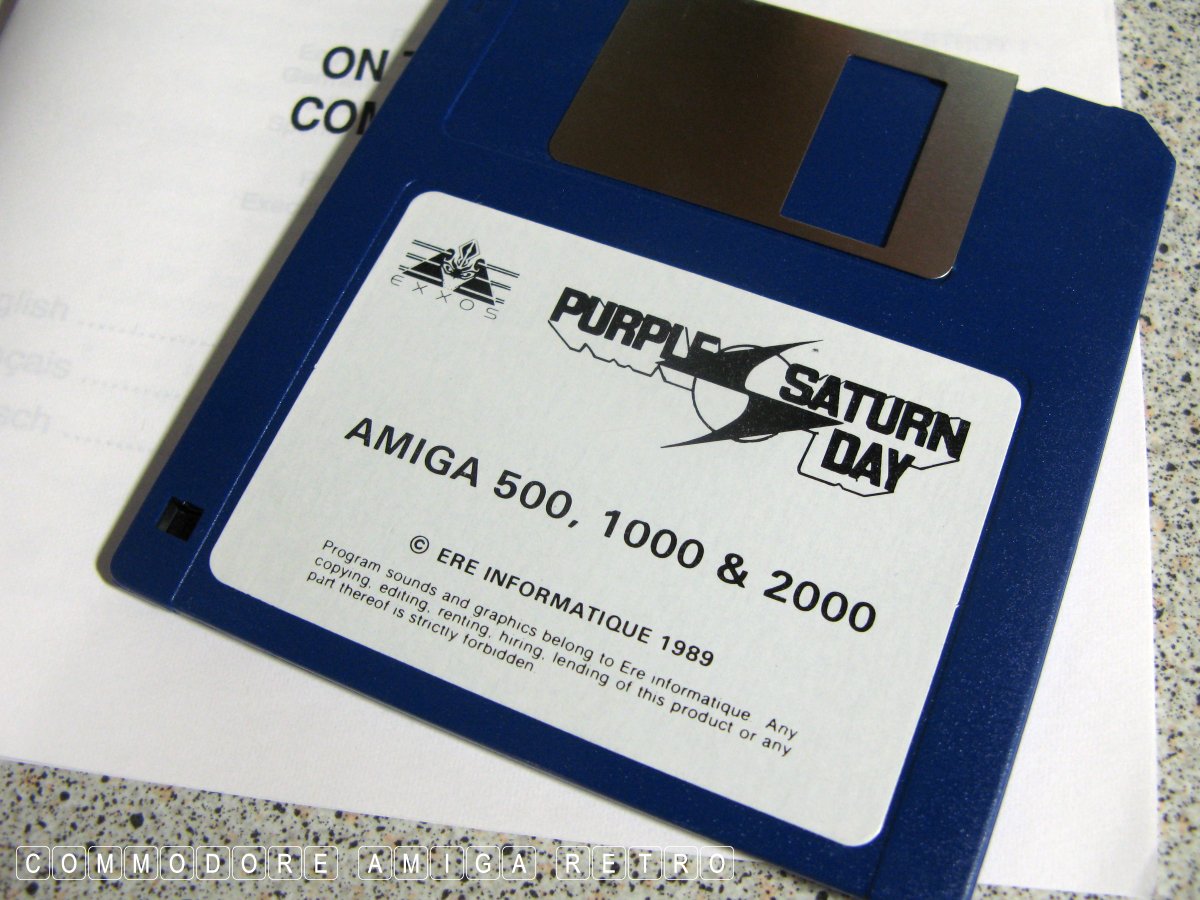 ON
COM
EXXOS
PURPLE
SATURN
DAY
AMIGA 500, 1000 & 2000
© ERE INFORMATIQUE 1989
Program sounds and graphics belong to Ere informatique Any
copying, editing, renting, hiring, lending of this product or any
part thereof is strictly forbidden.
glish
çais
sch
COMMODORE AMIGA RETRO